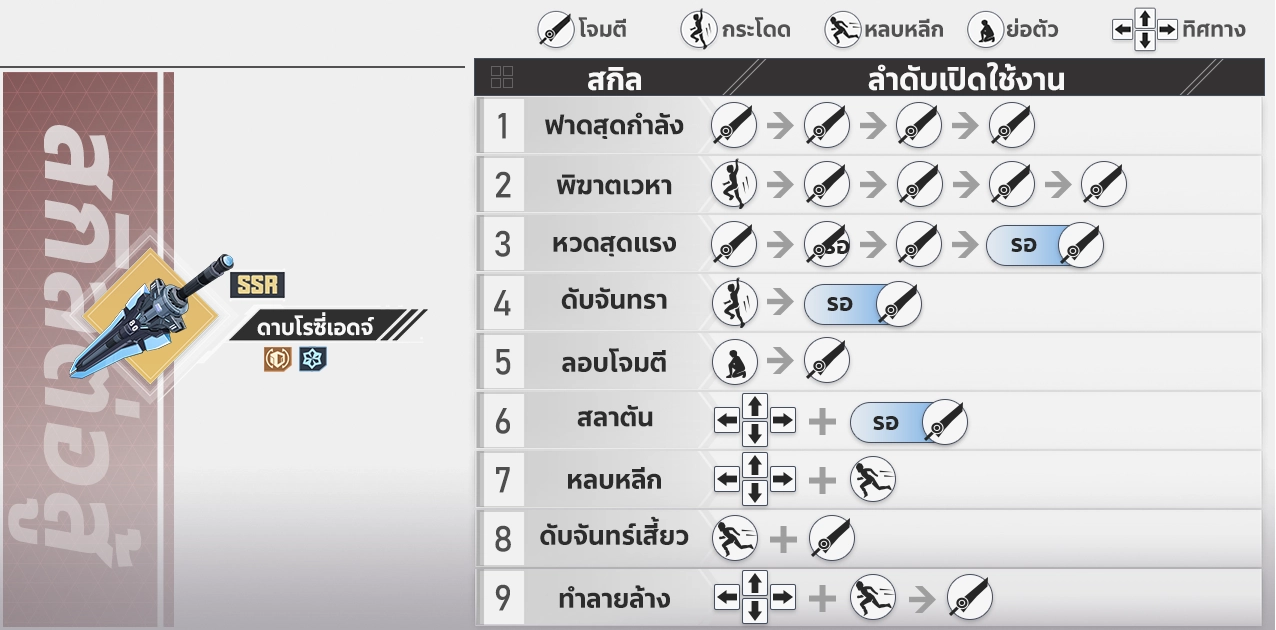 โจมตี กระโดด หลบหลีก ย่อตัว ทิศทาง
สกิล ลำดับเปิดใช้งาน
สกิลต่อสู้
SSR
ดาบโรซี่เอดจ์
1 ฟาดสุดกำลัง
2 พิฆาตเวหา
3 หวดสุดแรง รอ รอ
4 ดับจันทรา รอ
5 ลอบโจมตี
6 สลาตัน รอ
7 หลบหลีก
8 ดับจันทร์เสี้ยว
9 ทำลายล้าง